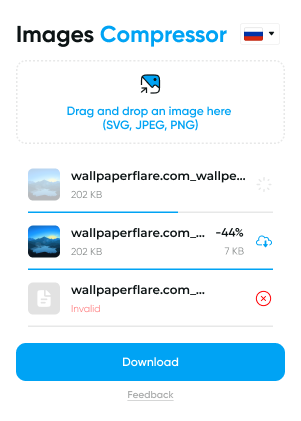 Images Compressor
Drag and drop an image here
(SVG, JPEG, PNG)
wallpaperflare.com_wallpe...
202 KB
wallpaperflare.com_... -44%
202 KB 7 KB
wallpaperflare.com_...
Invalid
Download
Feedback